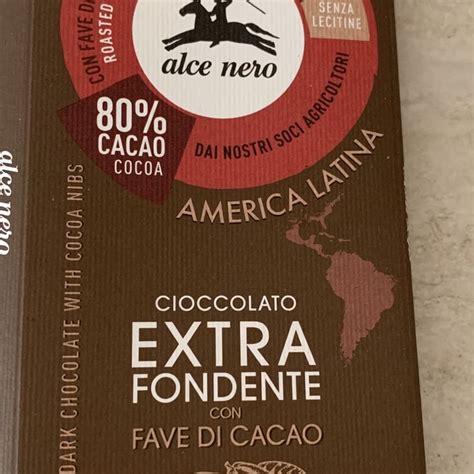 SENZA
LECITINE
CON FAVE DA
ROASTED
alce nero
80%
CACAO
COCOA
DAI NOSTRI SOCI AGRICOLTORI
AMERICA LATINA
alce nero
DARK CHOCOLATE WITH COCOA NIBS
CIOCCOLATO
EXTRA
FONDENTE
CON
FAVE DI CACAO